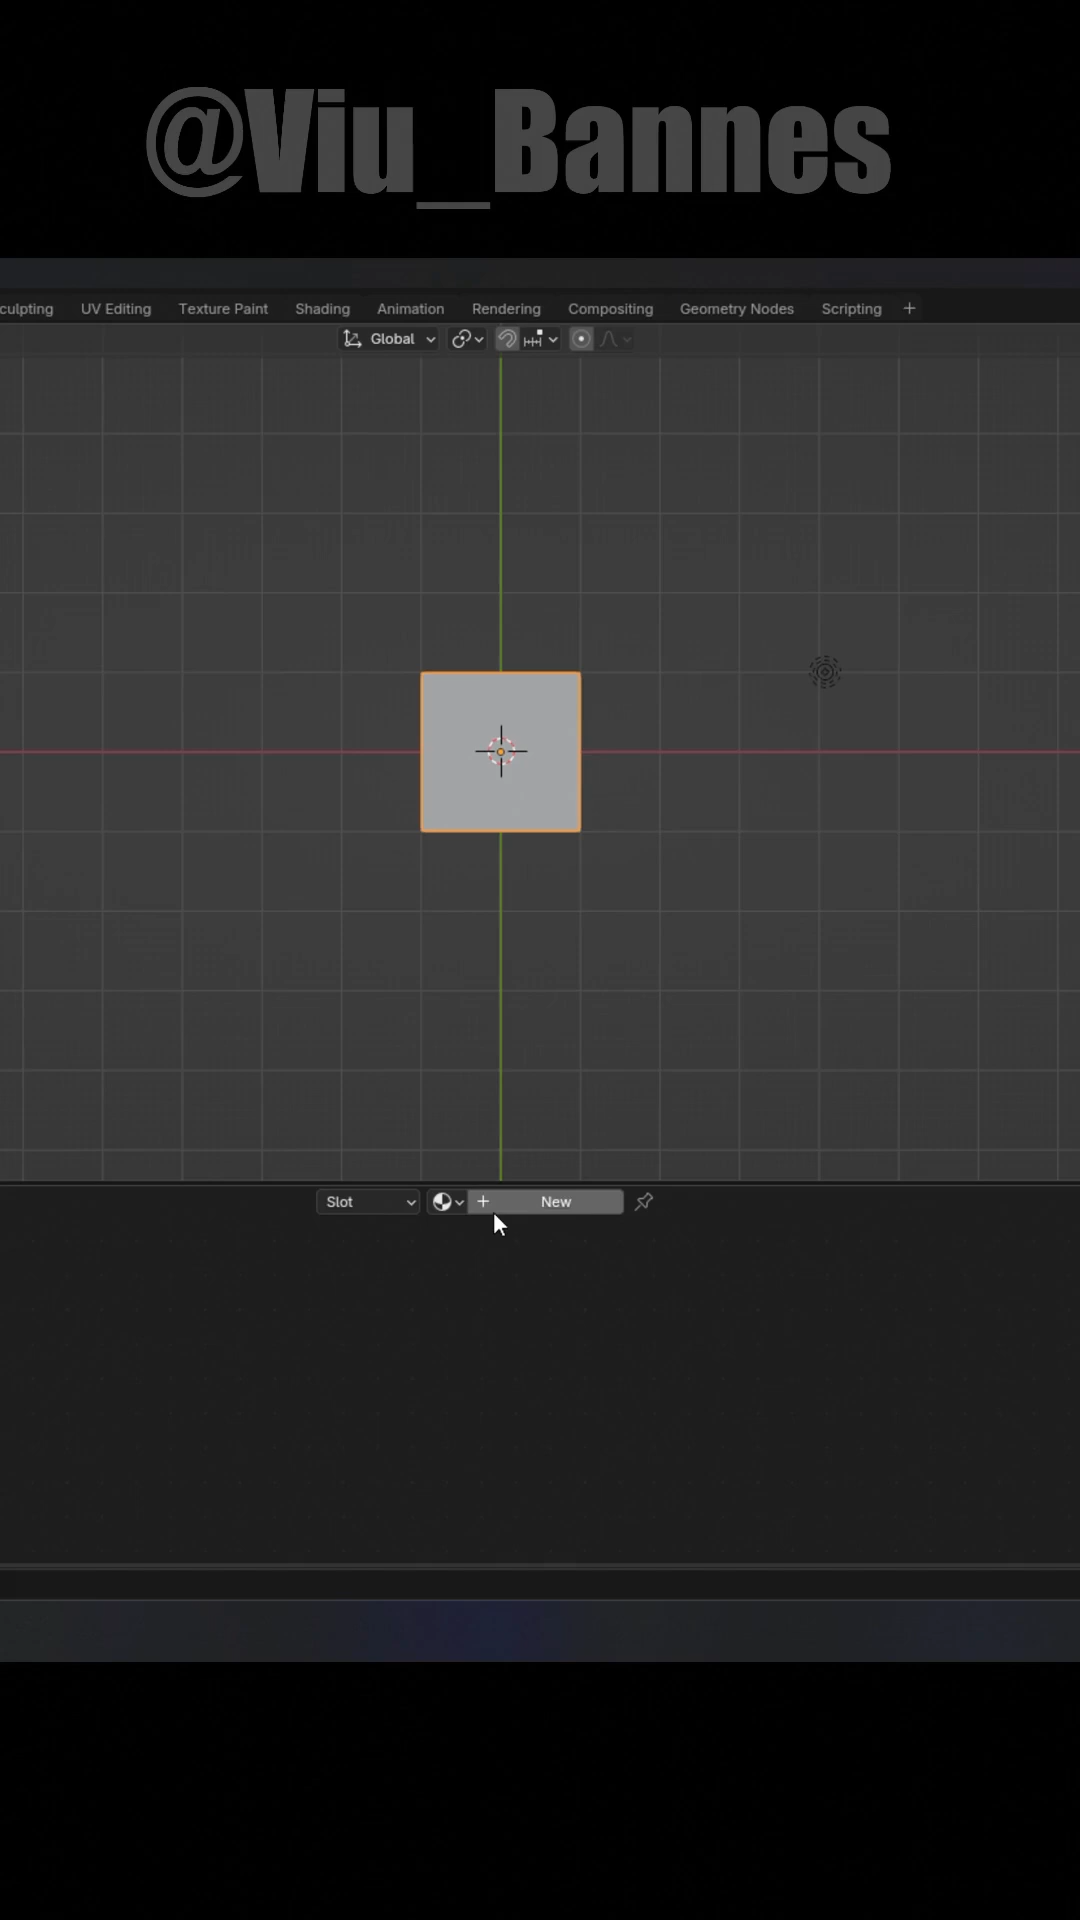 @Viu_Bannes
culpting UV Editing Texture Paint Shading Animation Rendering Compositing Geometry Nodes Scripting +
Global
Slot + New